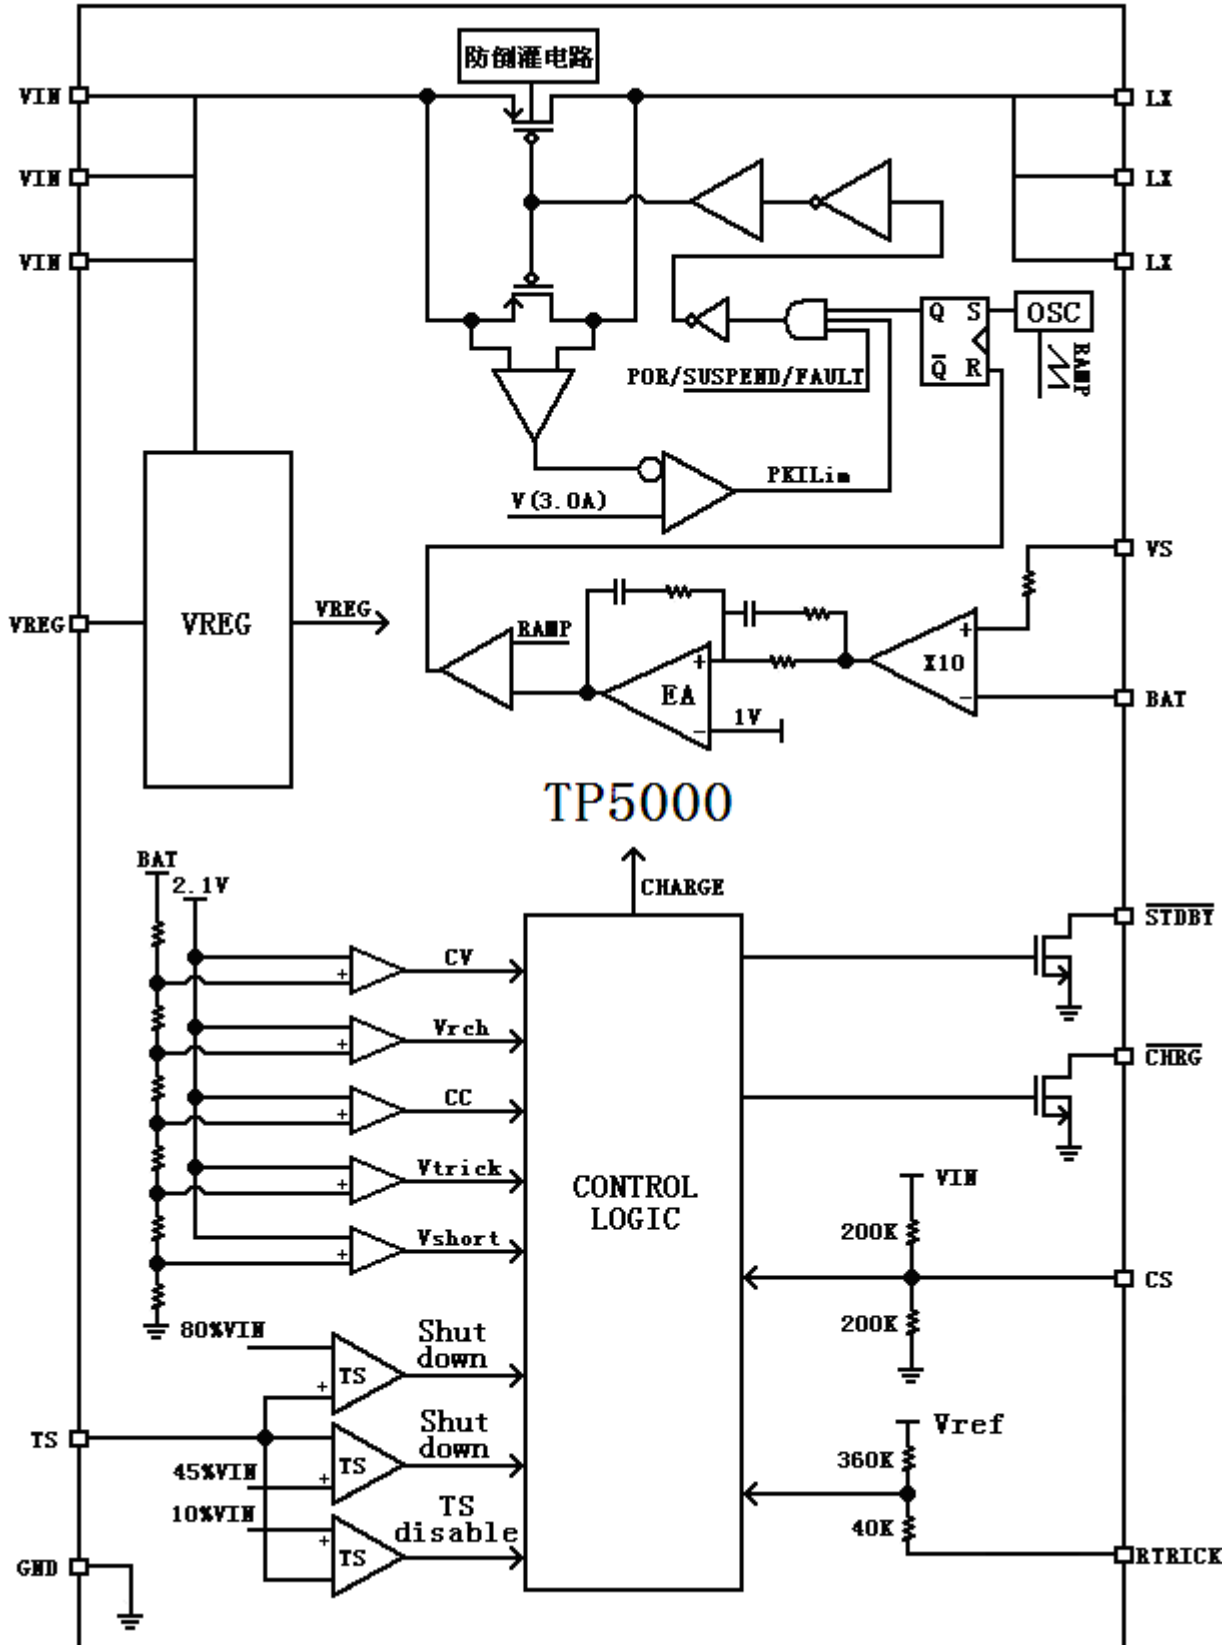 防倒灌电路
VIN
LX
VIN
LX
VIN
LX
Q S
OSC
Q R
RAMP
POR/SUSPEND/FAULT
PKILim
V(3.0A)
VS
VREG
VREG
VREG
RAMP
+
X10
-
+
EA
-
1V
BAT
TP5000
BAT
2.1V
CHARGE
STDBY
CV
+
Vrch
+
CHRG
CC
+
Vtrick
+
CONTROL
LOGIC
VIN
200K
Vshort
+
CS
200K
80%VIN
Shut
down
+
TS
TS
Shut
down
45%VIN
+
TS
Vref
360K
10%VIN
TS
disable
+
TS
40K
RTRICK
GND